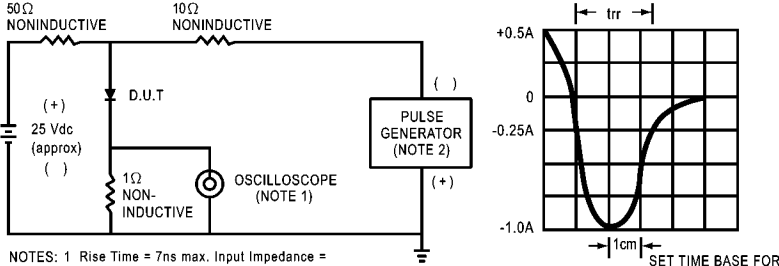 50Ω
NONINDUCTIVE
10Ω
NONINDUCTIVE
trr
+0.5A
0
-0.25A
-1.0A
D.U.T
(+)
25 Vdc
(approx)
( )
( )
PULSE
GENERATOR
(NOTE 2)
(+)
1Ω
NON-
INDUCTIVE
OSCILLOSCOPE
(NOTE 1)
1cm
NOTES: 1 Rise Time = 7ns max. Input Impedance =
SET TIME BASE FOR